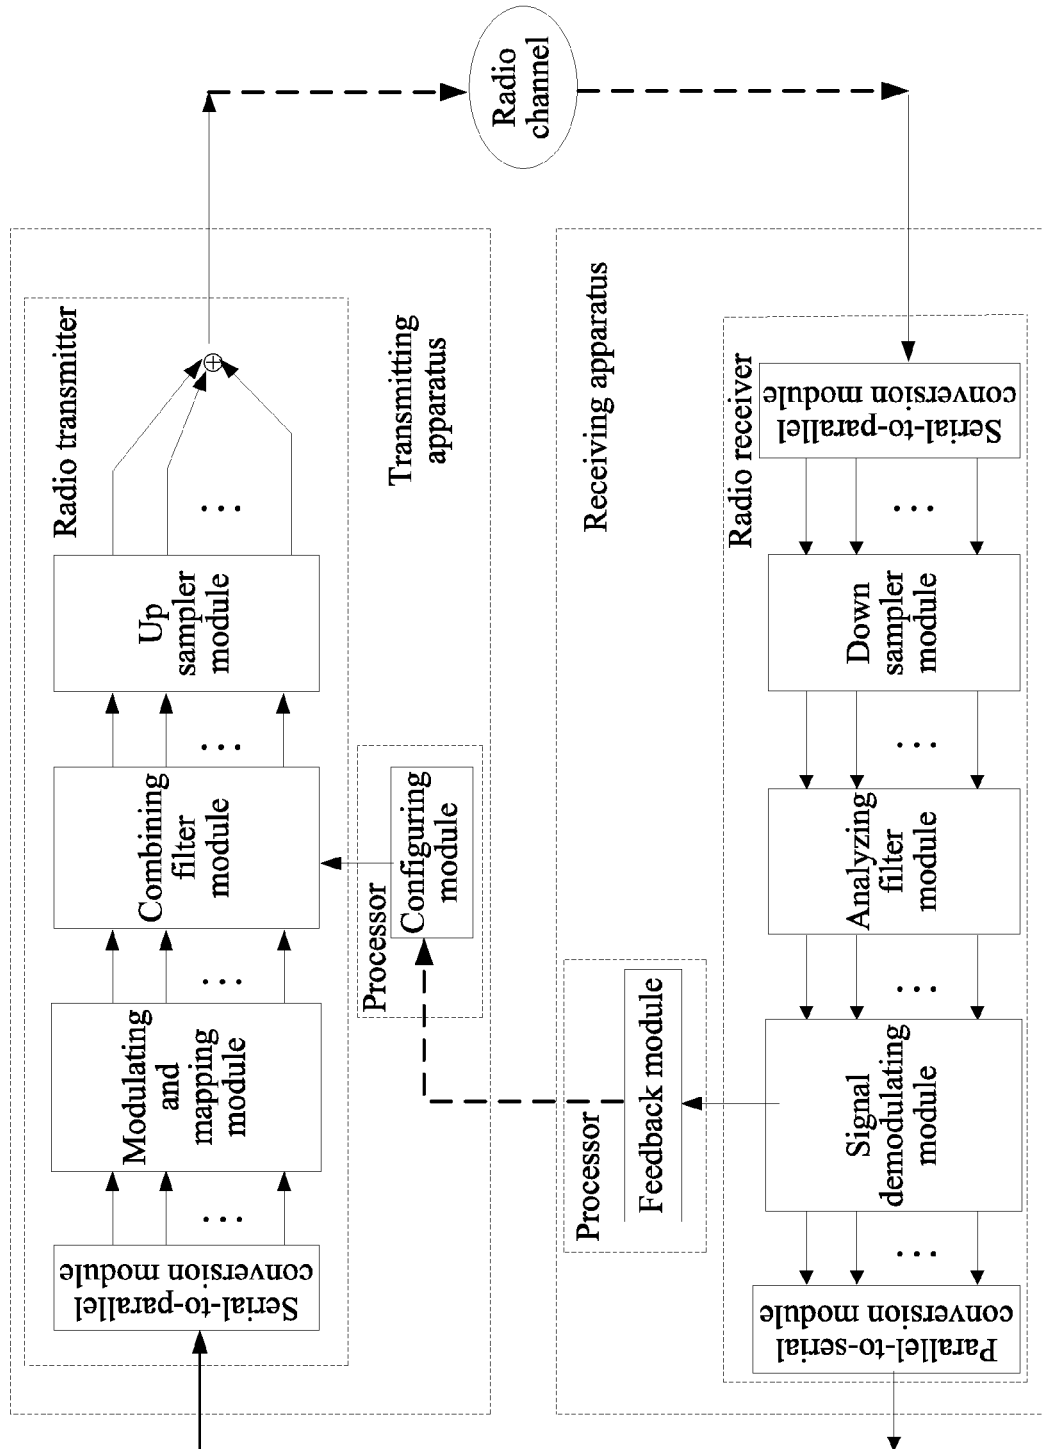 Radio
channel
Radio transmitter
Transmitting
apparatus
Serial-to-parallel
conversion module
Modulating
and
mapping
module
Combining
filter
module
Up
sampler
module
Processor
Configuring
module
Receiving apparatus
Radio receiver
Serial-to-parallel
conversion module
Down
sampler
module
Analyzing
filter
module
Signal
demodulating
module
Parallel-to-serial
conversion module
Processor
Feedback module